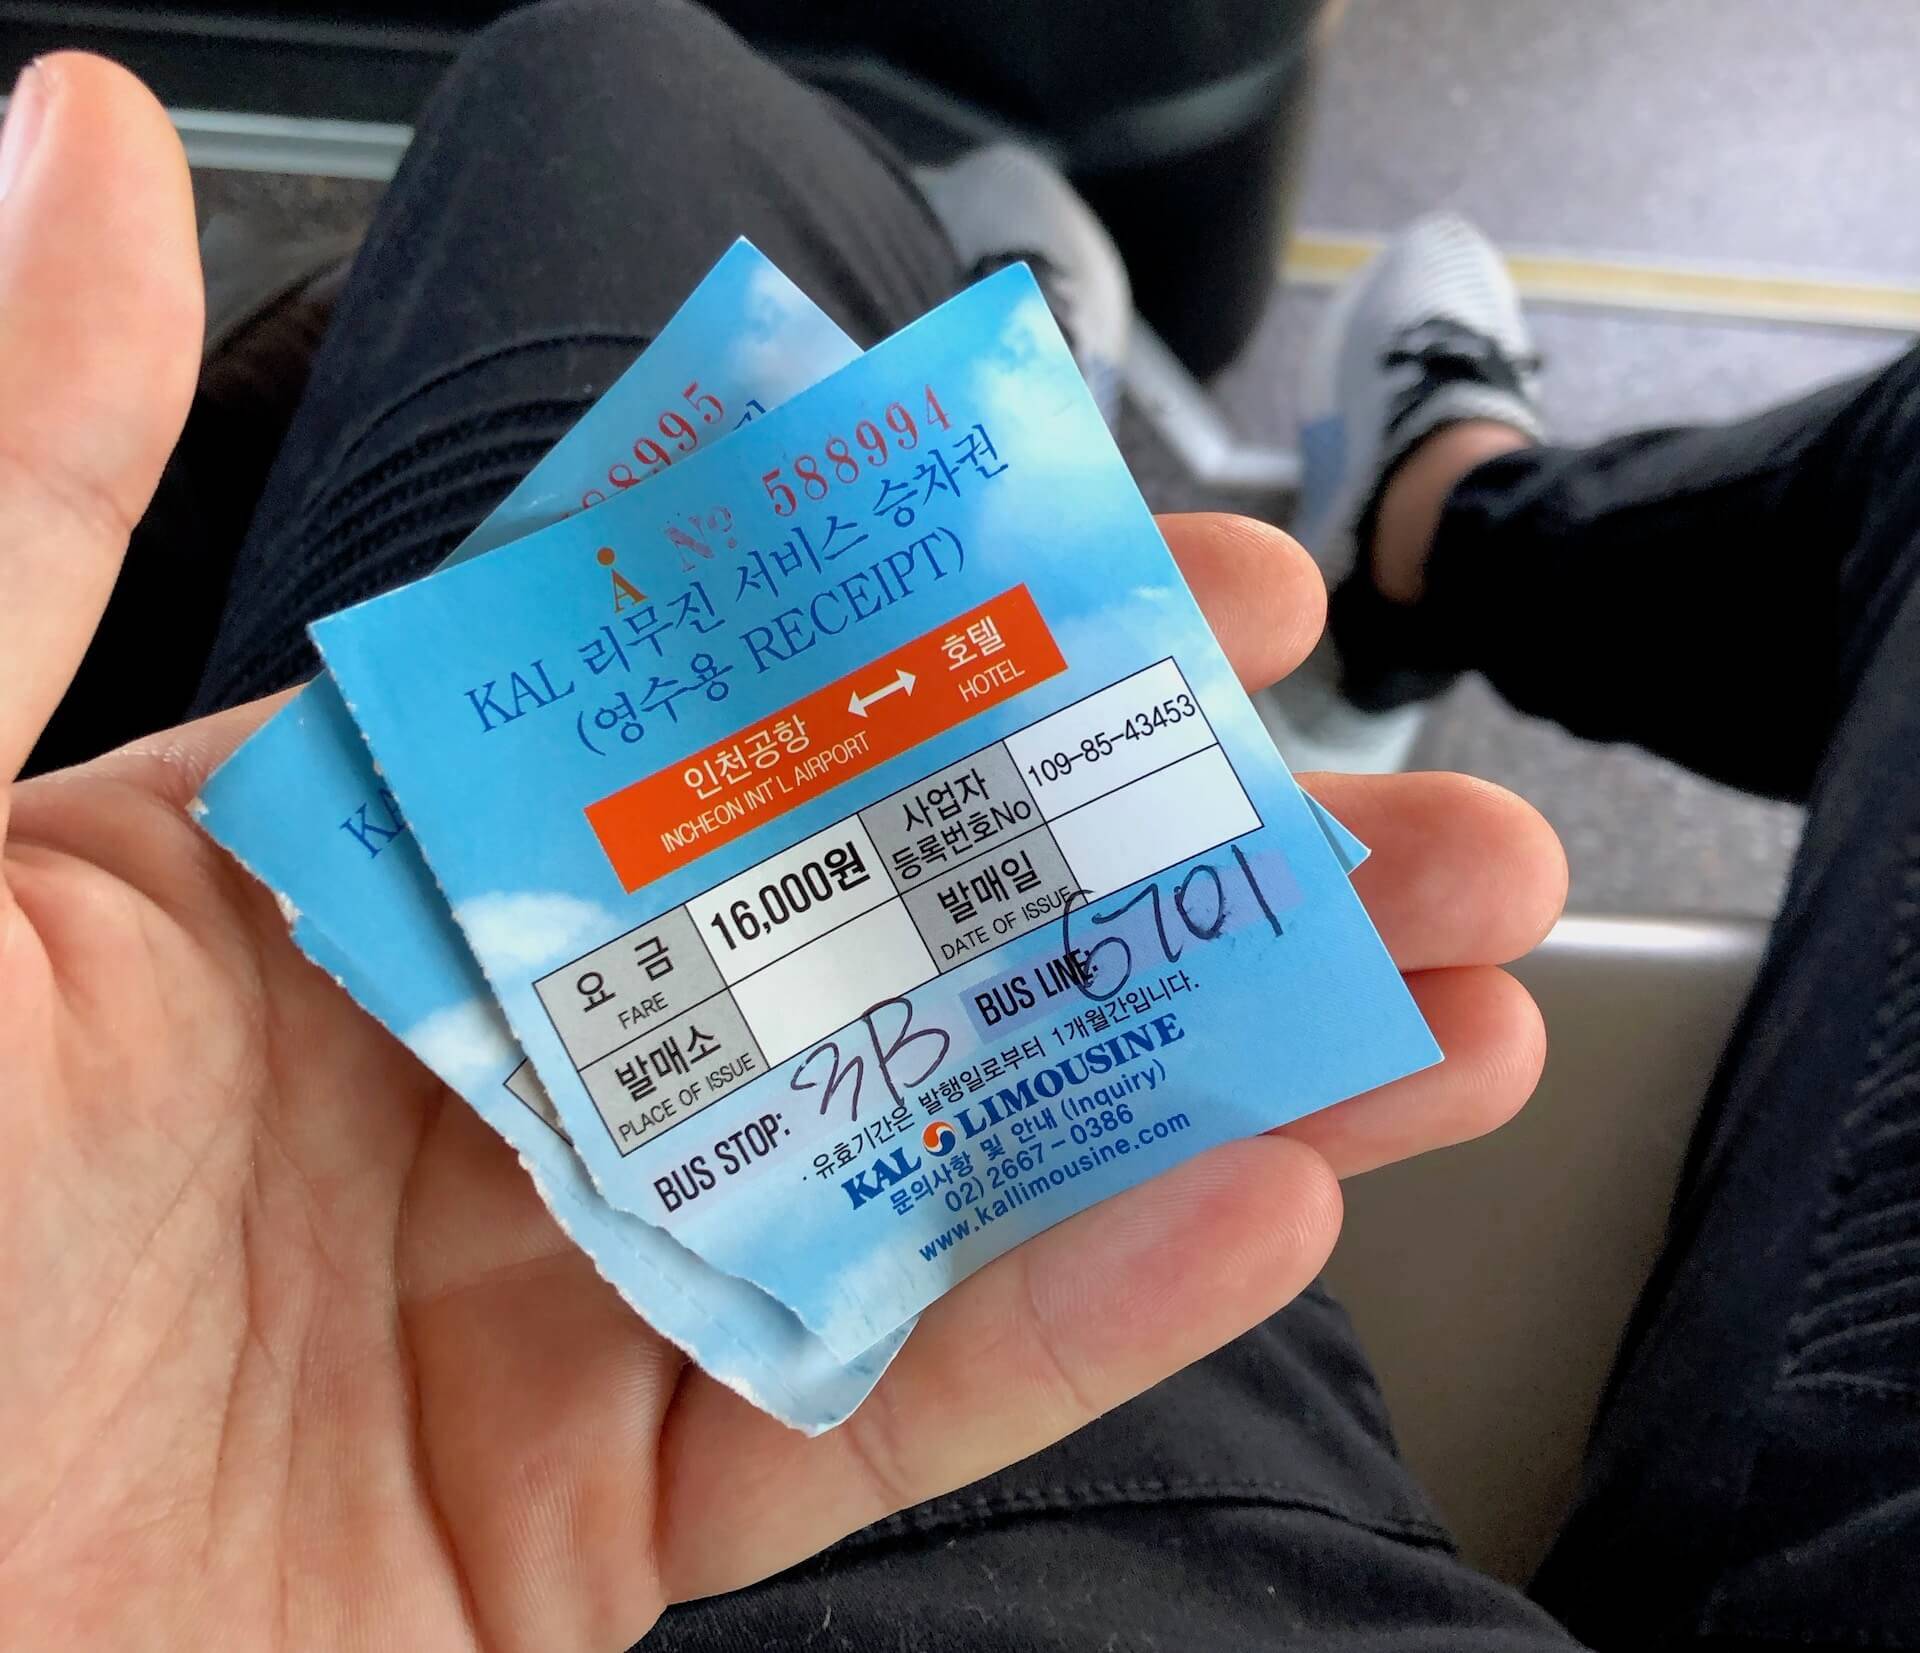 8995
Å № 588994
KAL 리무진 서비스 승차권
(영수용 RECEIPT)
인천공항 ↔ 호텔
INCHEON INT'L AIRPORT HOTEL
요 금 FARE 16,000원 사업자 등록번호No 109-85-43453
발매소 PLACE OF ISSUE 발매일 DATE OF ISSUE
BUS STOP: 3B BUS LINE: 6701
· 유효기간은 발행일로부터 1개월간입니다.
KAL LIMOUSINE
문의사항 및 안내 (Inquiry)
02) 2667-0386
www.kallimousine.com